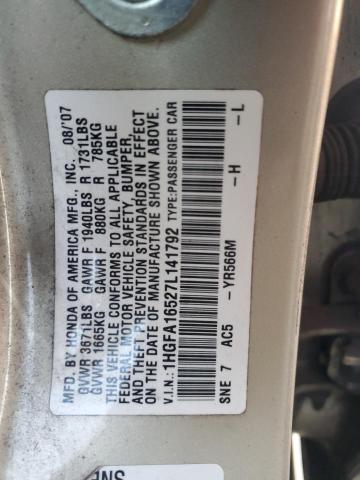 MFD. BY HONDA OF AMERICA MFG., INC. 08/'07
GVWR 3671LBS GAWR F 1940LBS R 1731LBS
GVWR 1665KG GAWR F 880KG R 785KG
THIS VEHICLE CONFORMS TO ALL APPLICABLE
FEDERAL MOTOR VEHICLE SAFETY, BUMPER,
AND THEFT PREVENTION STANDARDS IN EFFECT
ON THE DATE OF MANUFACTURE SHOWN ABOVE.
V.I.N.: 1HGFA16527L141792 TYPE:PASSENGER CAR
SNE 7 AC5 -YR566M -H -L
SNE